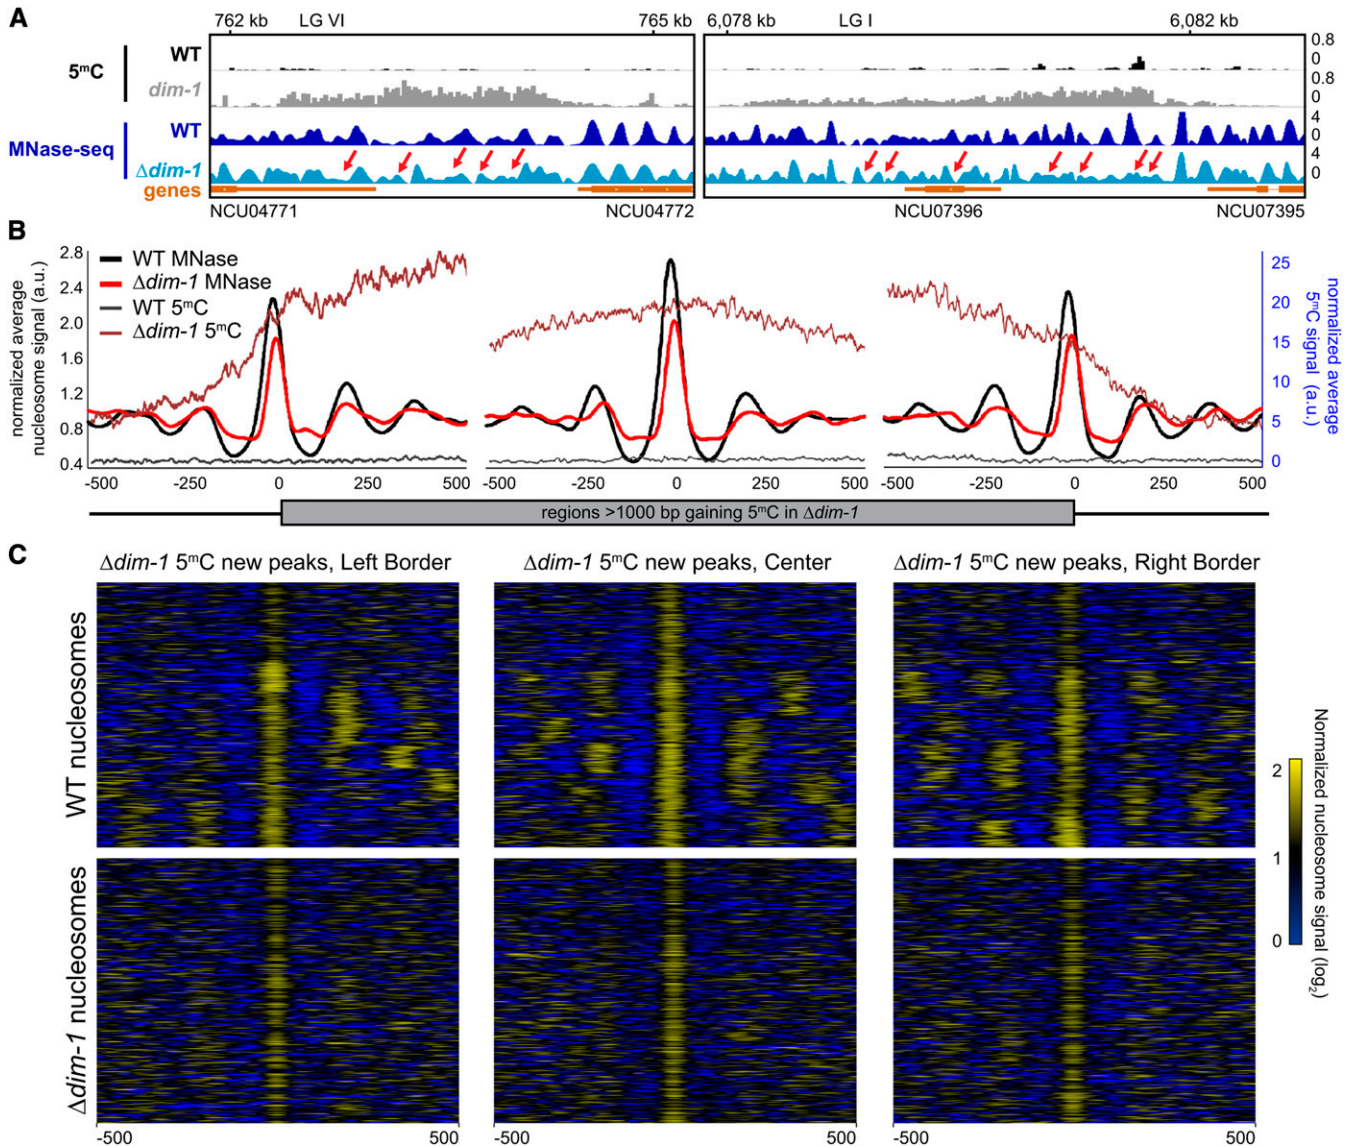 A
762 kb LG VI 765 kb 6,078 kb LG I 6,082 kb
5ᵐC
WT
dim-1
0.8
0
0.8
0
MNase-seq
WT
Δdim-1
4
0
4
0
genes
NCU04771 NCU04772 NCU07396 NCU07395
B
normalized average
nucleosome signal (a.u.)
2.8
2.4
2.0
1.6
1.2
0.8
0.4
WT MNase
Δdim-1 MNase
WT 5ᵐC
Δdim-1 5ᵐC
25
20
15
10
5
0
normalized average
5ᵐC signal (a.u.)
-500 -250 0 250 500 -500 -250 0 250 500 -500 -250 0 250 500
regions >1000 bp gaining 5ᵐC in Δdim-1
C
Δdim-1 5ᵐC new peaks, Left Border
Δdim-1 5ᵐC new peaks, Center
Δdim-1 5ᵐC new peaks, Right Border
WT nucleosomes
Δdim-1 nucleosomes
2
1
0
Normalized nucleosome signal (log₂)
-500 500 -500 500 -500 500